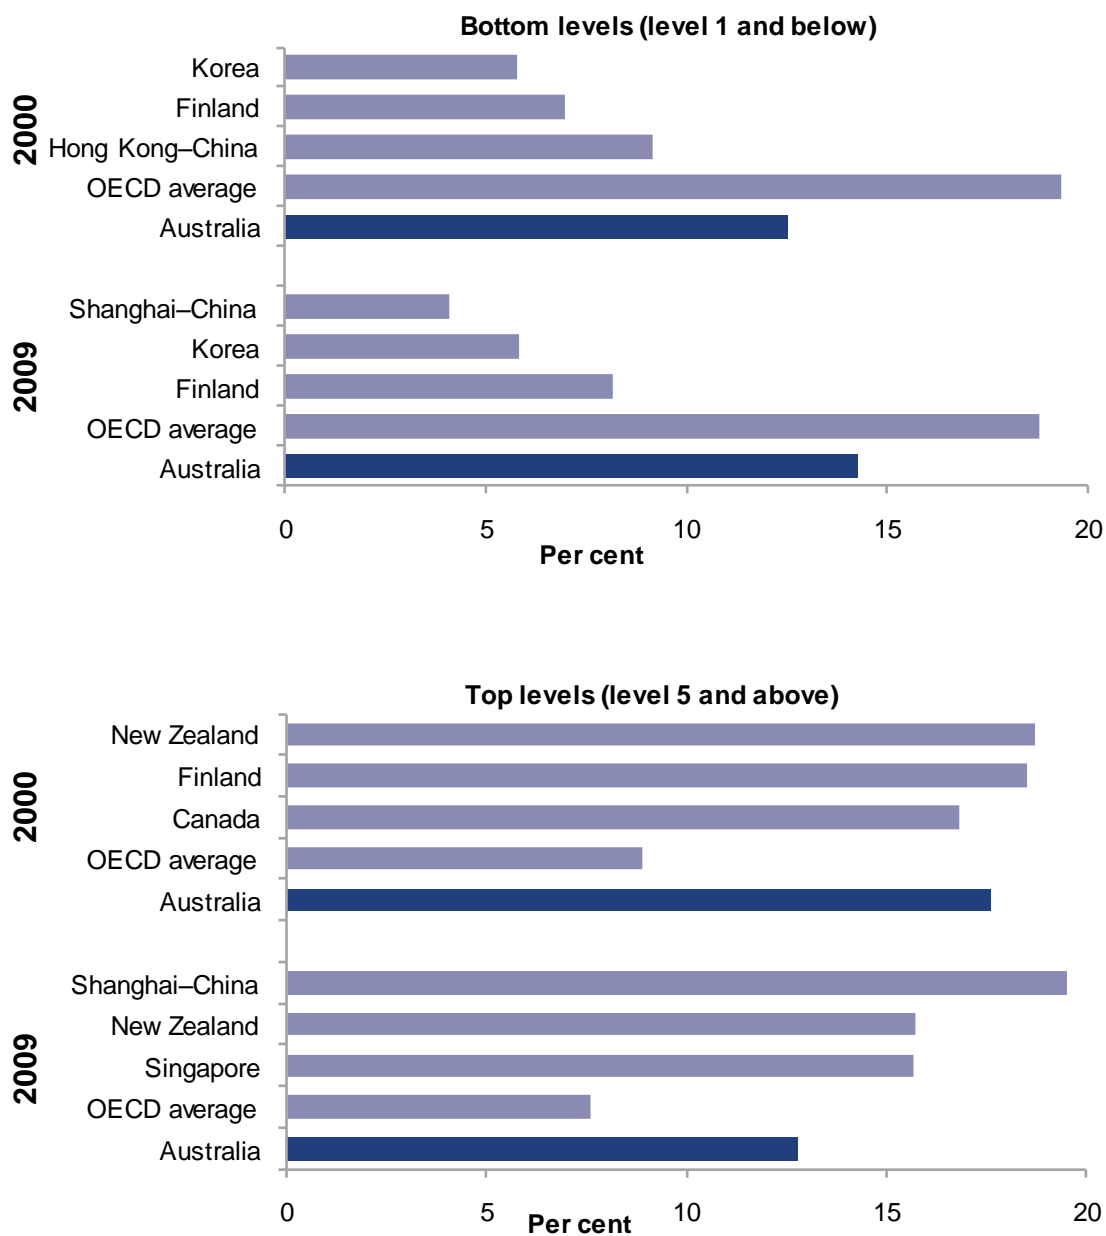 Bottom levels (level 1 and below)
2000
Korea
Finland
Hong Kong–China
OECD average
Australia
2009
Shanghai–China
Korea
Finland
OECD average
Australia
0 5 10 15 20
Per cent
Top levels (level 5 and above)
2000
New Zealand
Finland
Canada
OECD average
Australia
2009
Shanghai–China
New Zealand
Singapore
OECD average
Australia
0 5 10 15 20
Per cent